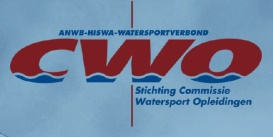 ANWB-HISWA-WATERSPORTVERBOND
CWO
Stichting Commissie
Watersport Opleidingen